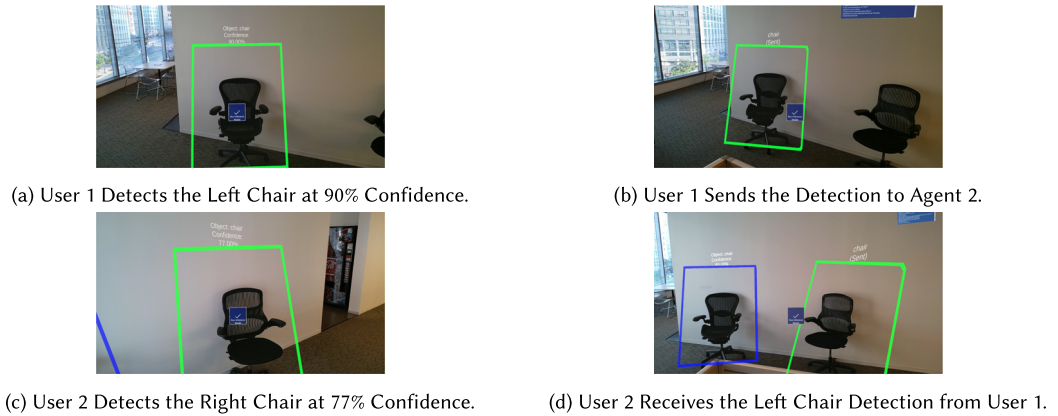 Object: chair
Confidence:
90.00%
chair
(Sent)
(a) User 1 Detects the Left Chair at 90% Confidence.
(b) User 1 Sends the Detection to Agent 2.
Object: chair
Confidence:
77.00%
Object: chair
Confidence
chair
(Sent)
(c) User 2 Detects the Right Chair at 77% Confidence.
(d) User 2 Receives the Left Chair Detection from User 1.